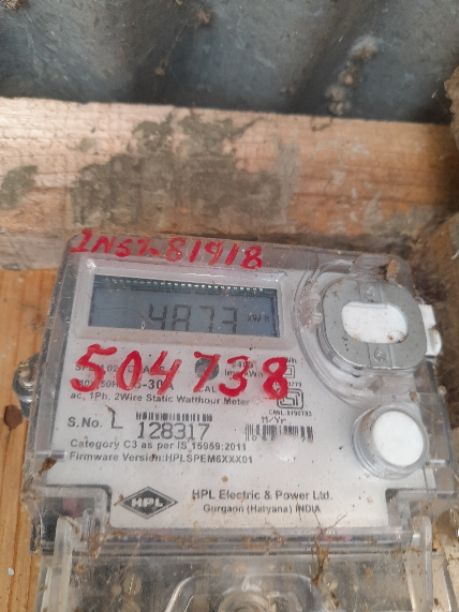 INST. 81918
4873 kWh
504738
ac, 1Ph, 2Wire Static Watthour Meter
S.No. L 128317
M/Yr
Category C3 as per IS 15959:2011
Firmware Version:HPLSPEM6XXX01
HPL
HPL Electric & Power Ltd.
Gurgaon (Haryana) INDIA